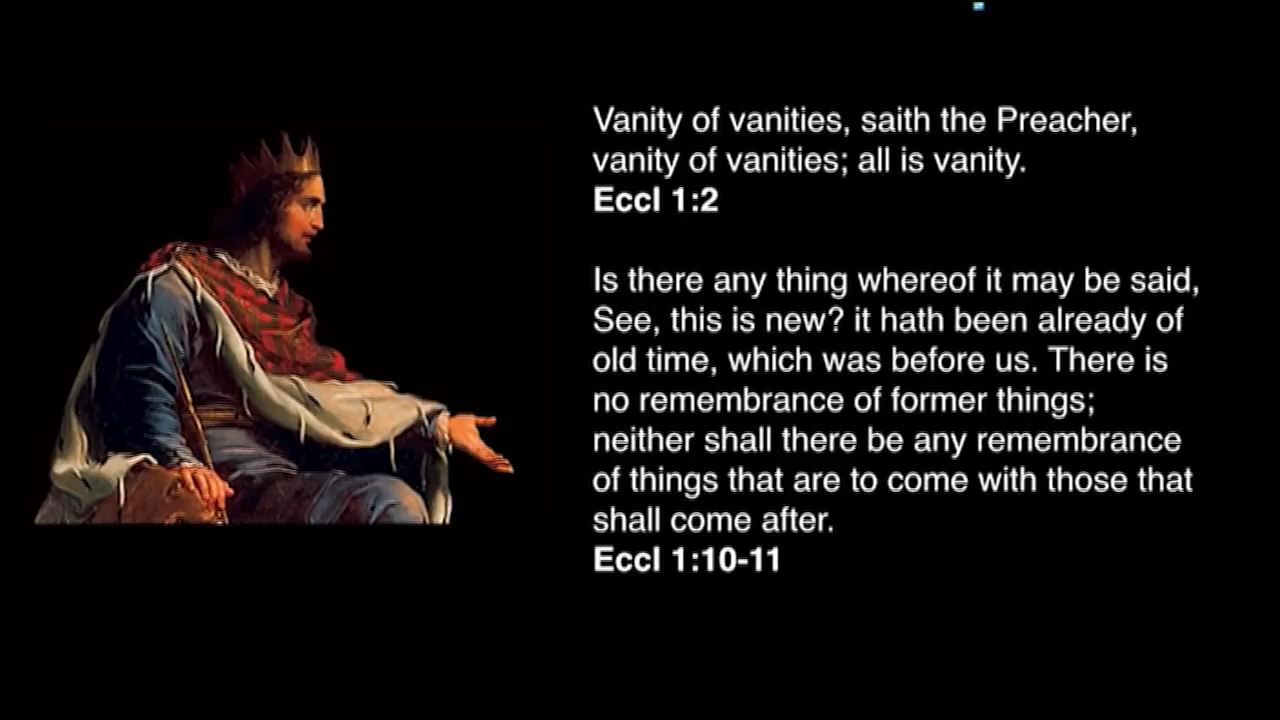 Vanity of vanities, saith the Preacher,
vanity of vanities; all is vanity.
Eccl 1:2
Is there any thing whereof it may be said,
See, this is new? it hath been already of
old time, which was before us. There is
no remembrance of former things;
neither shall there be any remembrance
of things that are to come with those that
shall come after.
Eccl 1:10-11